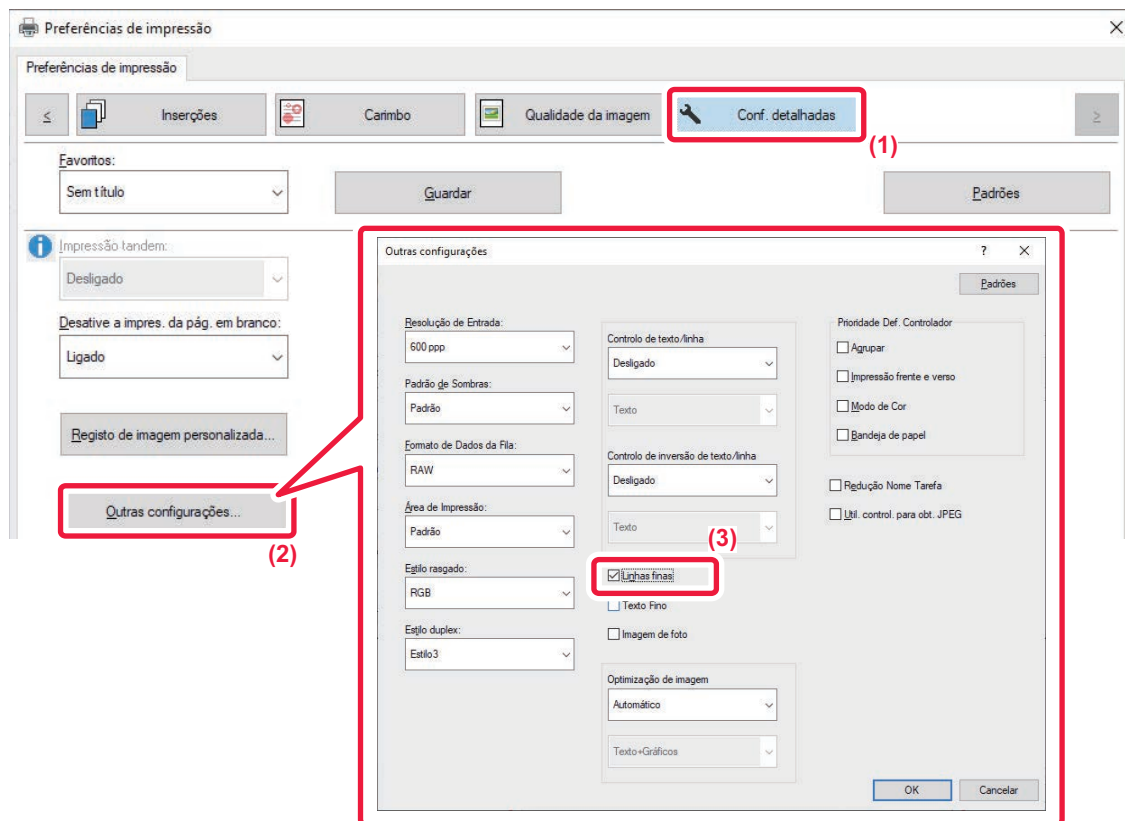 Preferências de impressão
Preferências de impressão
≤
Inserções
Carimbo
Qualidade da imagem
Conf. detalhadas
≥
(1)
Favoritos:
Sem título
Guardar
Padrões
Impressão tandem:
Desligado
Desative a impres. da pág. em branco:
Ligado
Registo de imagem personalizada...
Outras configurações...
(2)
Outras configurações
?
Padrões
Resolução de Entrada:
600 ppp
Padrão de Sombras:
Padrão
Formato de Dados da Fila:
RAW
Área de Impressão:
Padrão
Estilo rasgado:
RGB
Estilo duplex:
Estilo3
Controlo de texto/linha
Desligado
Texto
Controlo de inversão de texto/linha
Desligado
Texto
(3)
Linhas finas
Texto Fino
Imagem de foto
Optimização de imagem
Automático
Texto+Gráficos
Prioridade Def. Controlador
Agrupar
Impressão frente e verso
Modo de Cor
Bandeja de papel
Redução Nome Tarefa
Util. control. para obt. JPEG
OK
Cancelar